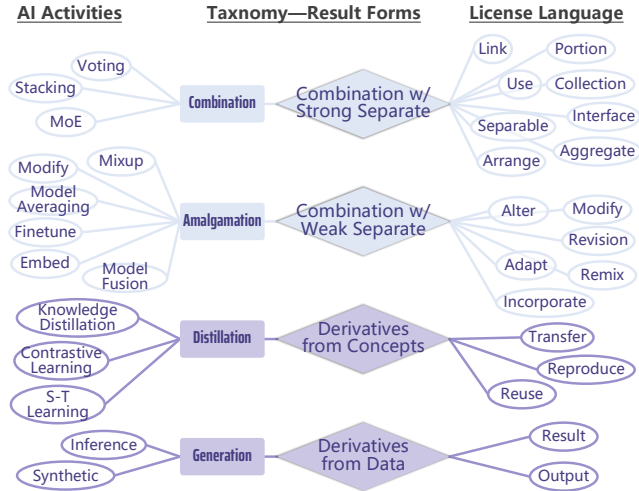 AI Activities
Taxnomy—Result Forms
License Language
Voting
Stacking
MoE
Combination
Combination w/
Strong Separate
Link
Portion
Use
Collection
Interface
Separable
Aggregate
Arrange
Mixup
Modify
Model
Averaging
Finetune
Embed
Model
Fusion
Amalgamation
Combination w/
Weak Separate
Alter
Modify
Revision
Adapt
Remix
Incorporate
Knowledge
Distillation
Contrastive
Learning
S-T
Learning
Distillation
Derivatives
from Concepts
Transfer
Reproduce
Reuse
Inference
Synthetic
Generation
Derivatives
from Data
Result
Output